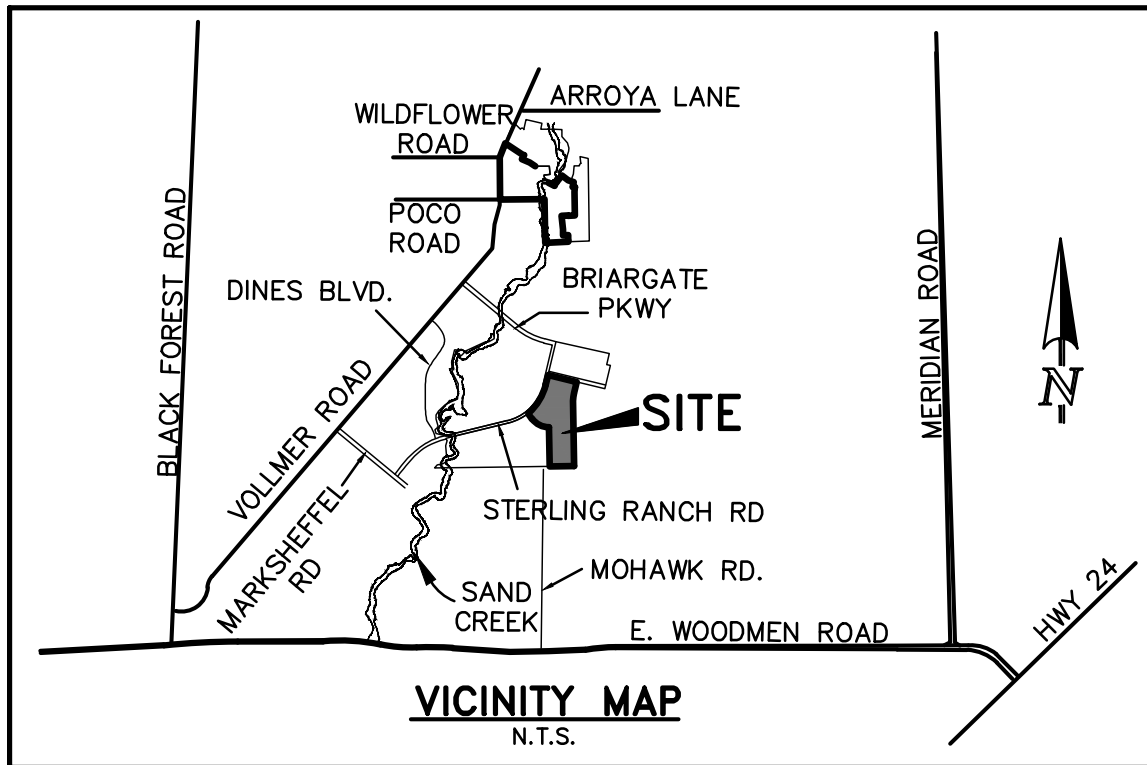 ARROYA LANE
WILDFLOWER
ROAD
POCO
ROAD
BLACK FOREST ROAD
MERIDIAN ROAD
BRIARGATE
PKWY
DINES BLVD.
N
VOLLMER ROAD
SITE
MARKSHEFFEL
RD
STERLING RANCH RD
MOHAWK RD.
SAND
CREEK
HWY 24
E. WOODMEN ROAD
VICINITY MAP
N.T.S.